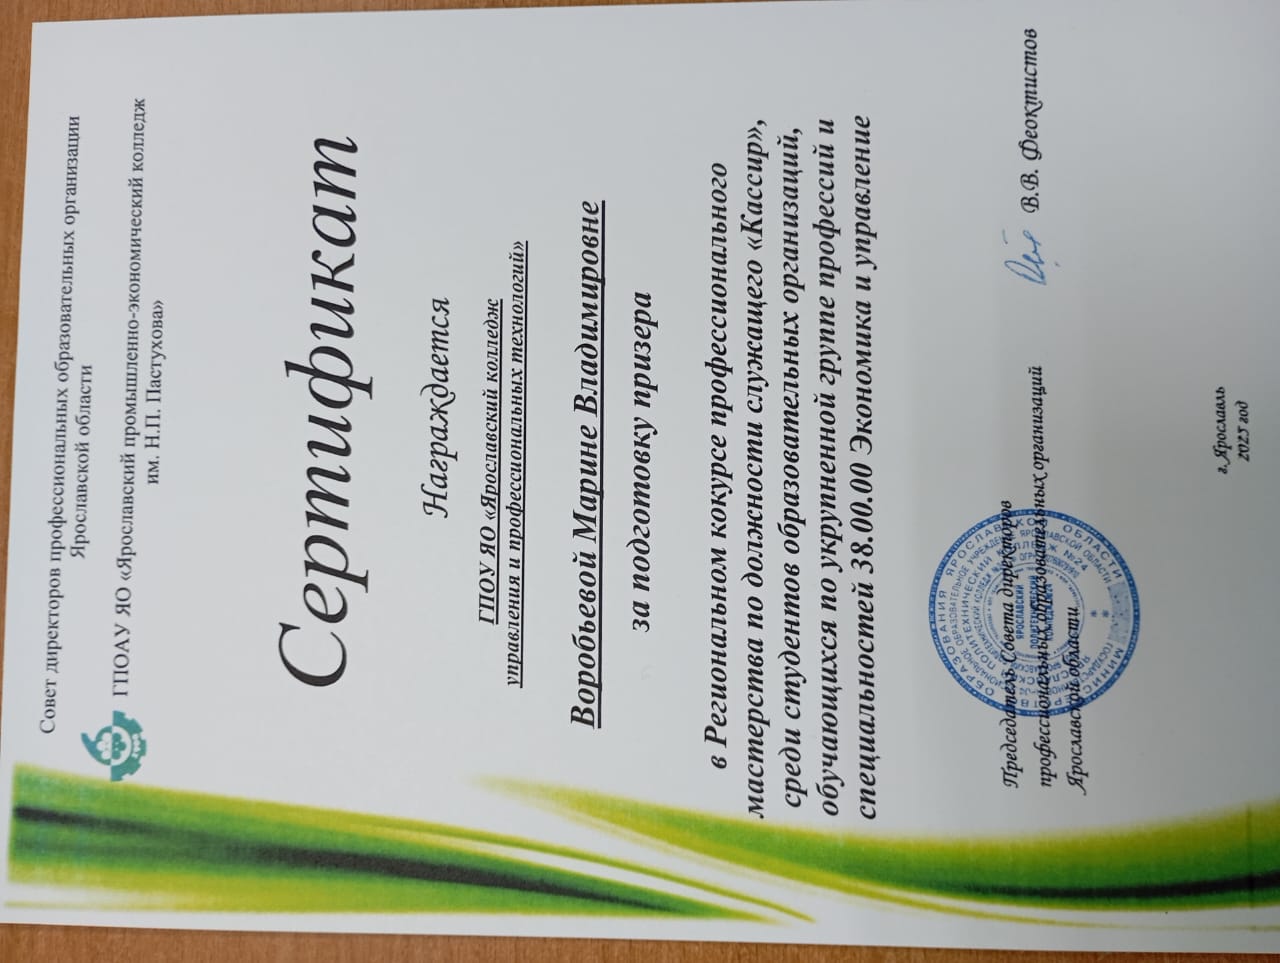 Совет директоров профессиональных образовательных организации
Ярославской области
ГПОАУ ЯО «Ярославский промышленно-экономический колледж
им. Н.П. Пастухова»
Сертификат
Награждается
ГПОУ ЯО «Ярославский колледж
управления и профессиональных технологий»
Воробьевой Марине Владимировне
за подготовку призера
в Региональном кокурсе профессионального
мастерства по должности служащего «Кассир»,
среди студентов образовательных организаций,
обучающихся по укрупненной группе профессий и
специальностей 38.00.00 Экономика и управление
Председатель Совета директоров
профессиональных образовательных организаций
Ярославской области
В.В. Феоктистов
г. Ярославль
2025 год